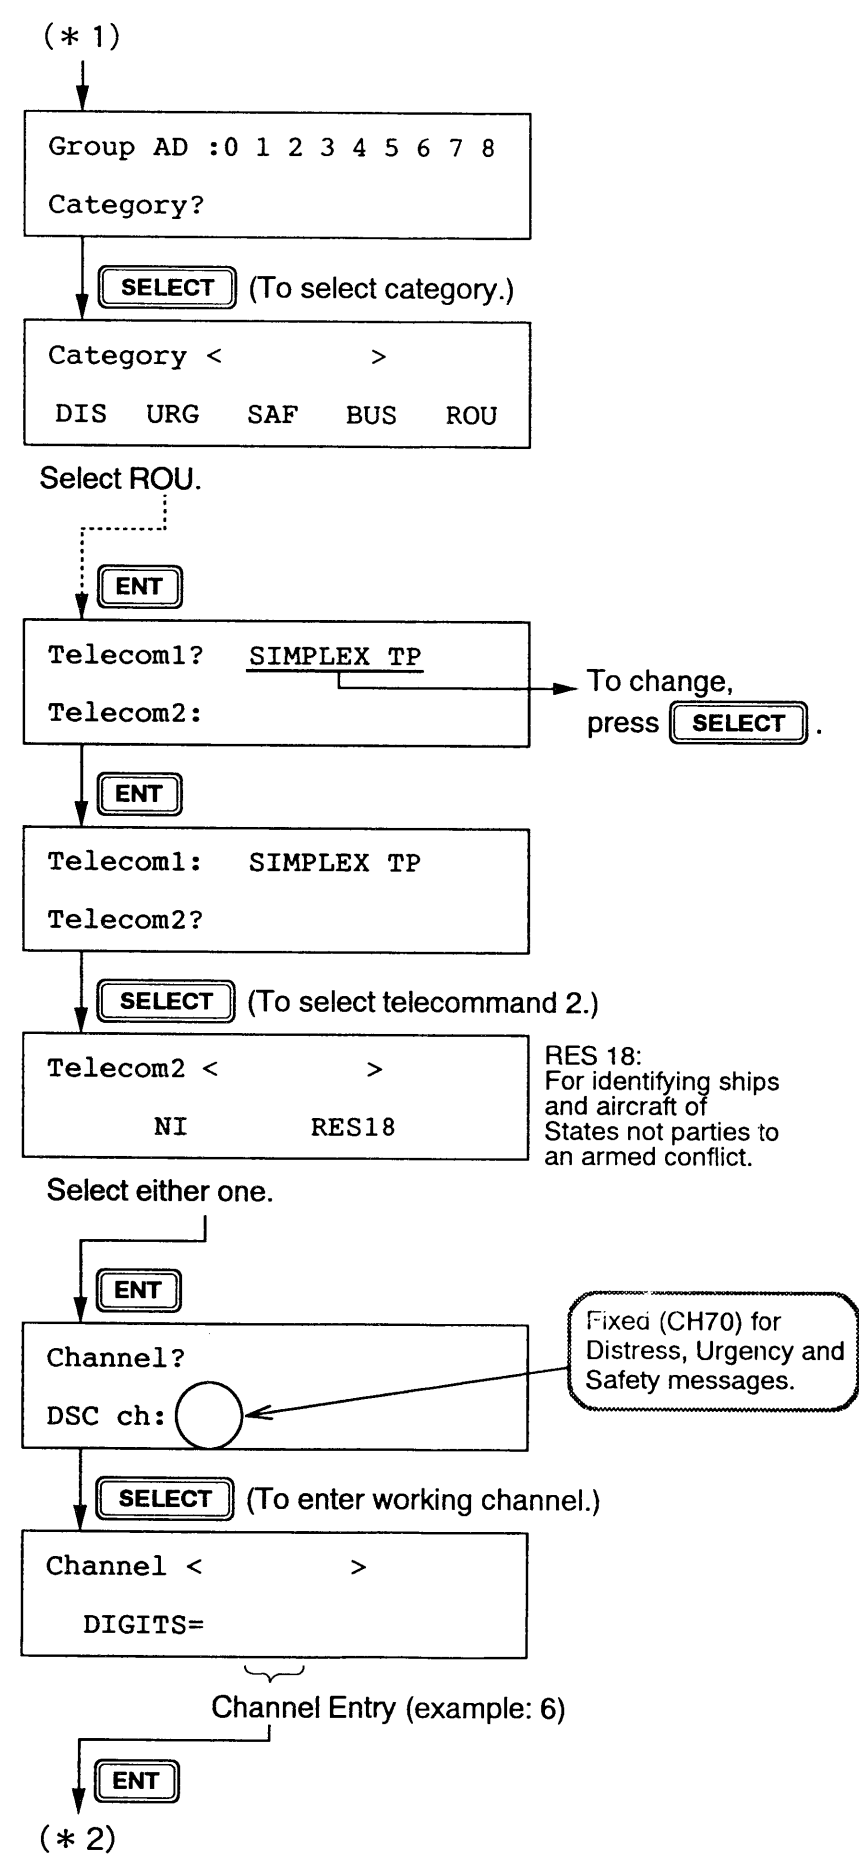 (＊1)
Group AD :0 1 2 3 4 5 6 7 8
Category?
SELECT (To select category.)
Category < >
DIS URG SAF BUS ROU
Select ROU.
ENT
Telecom1? SIMPLEX TP
Telecom2:
To change,
press SELECT .
ENT
Telecom1: SIMPLEX TP
Telecom2?
SELECT (To select telecommand 2.)
Telecom2 < >
NI RES18
RES 18:
For identifying ships
and aircraft of
States not parties to
an armed conflict.
Select either one.
ENT
Channel?
DSC ch:
Fixed (CH70) for
Distress, Urgency and
Safety messages.
SELECT (To enter working channel.)
Channel < >
DIGITS=
Channel Entry (example: 6)
ENT
(＊2)